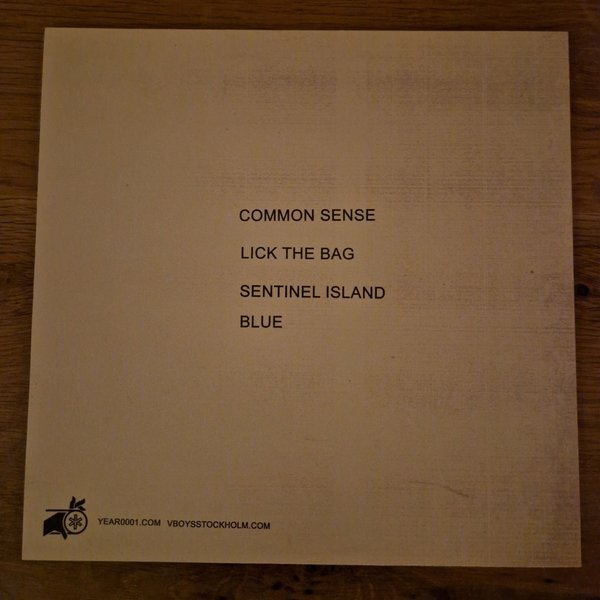 COMMON SENSE
LICK THE BAG
SENTINEL ISLAND
BLUE
YEAR0001.COM VBOYSSTOCKHOLM.COM